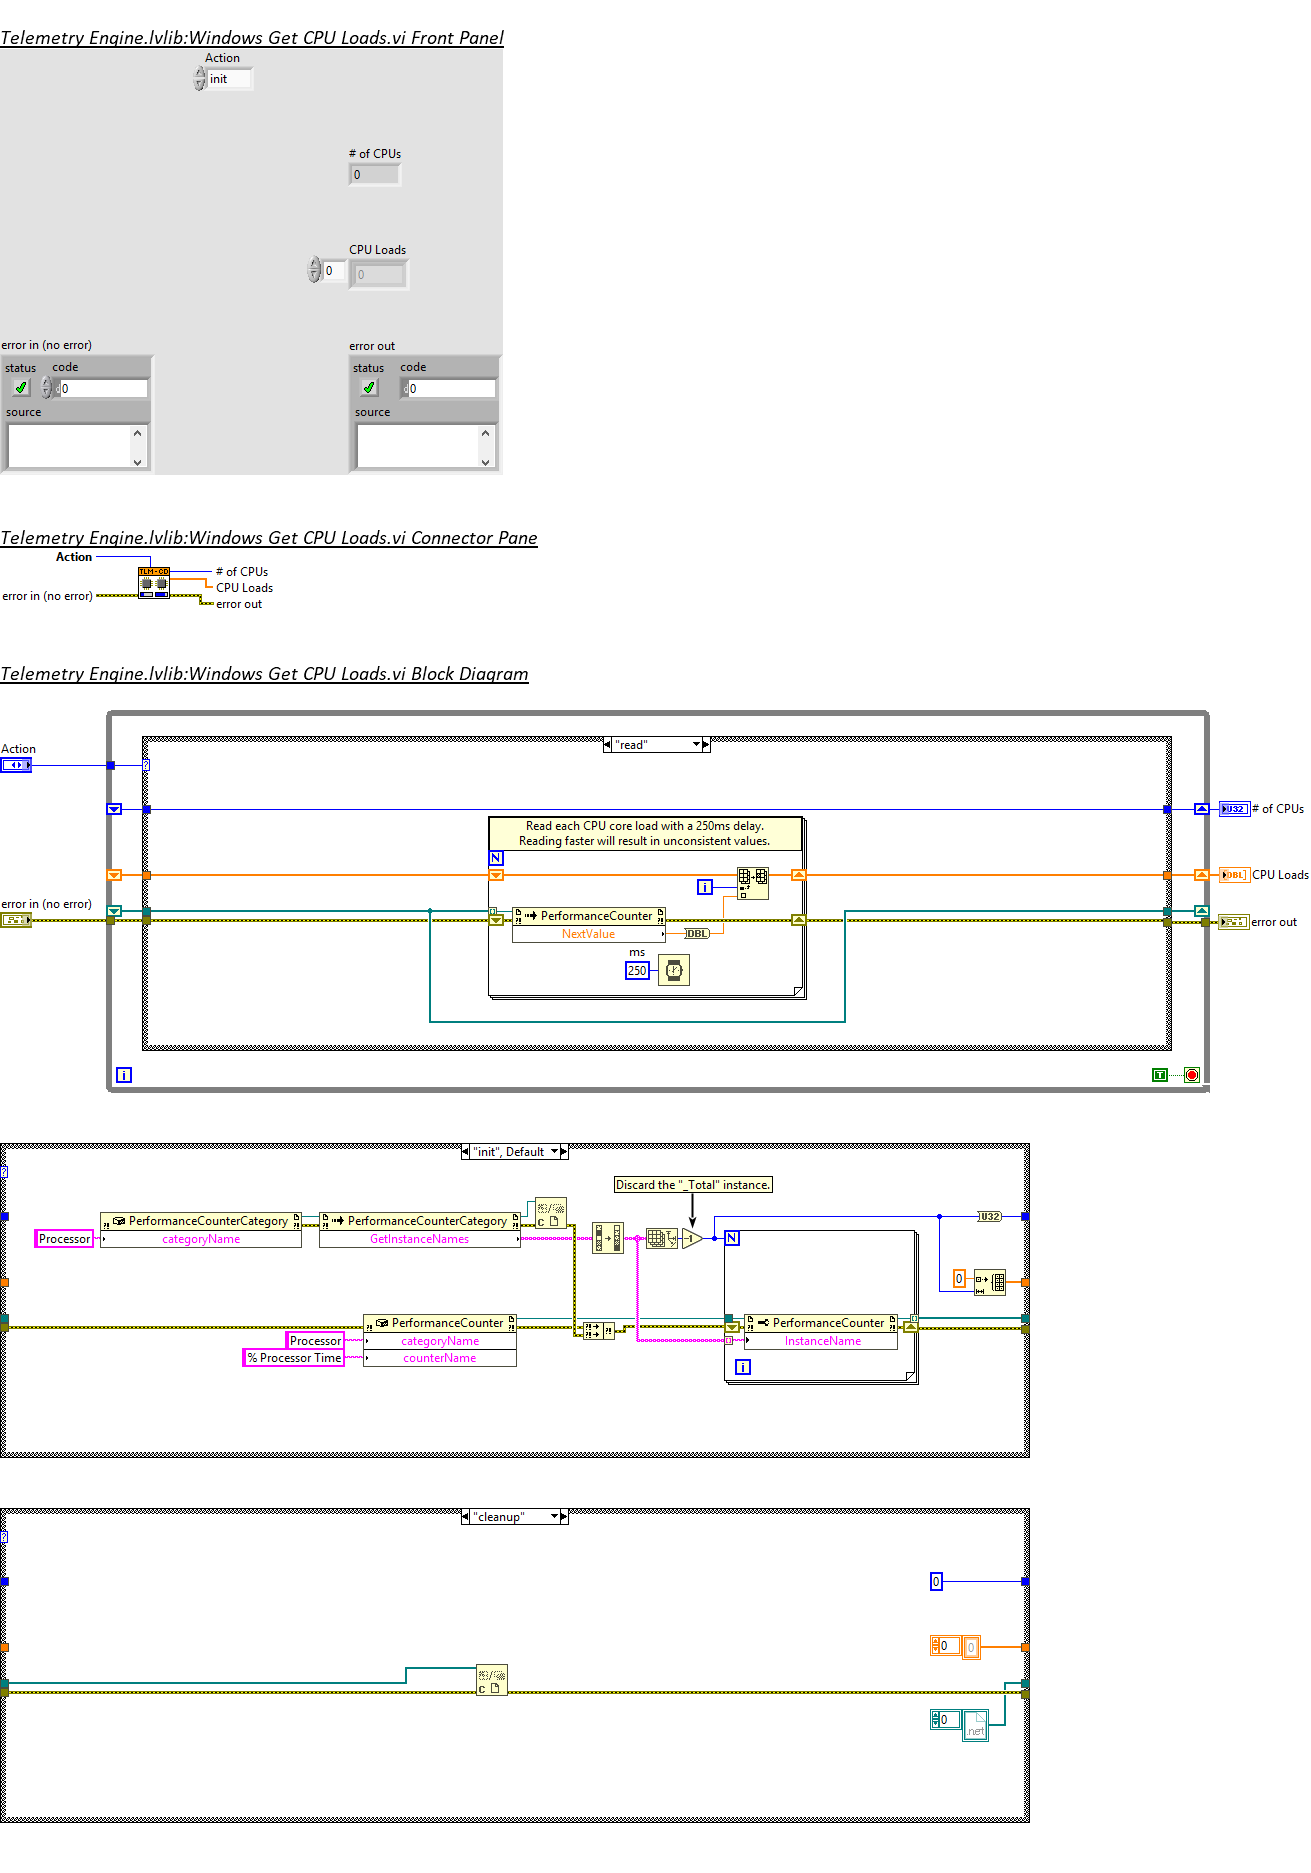 Telemetry Engine.lvlib:Windows Get CPU Loads.vi Front Panel
Action
init
# of CPUs
0
CPU Loads
0
0
error in (no error)
status
code
0
source
error out
status
code
0
source
Telemetry Engine.lvlib:Windows Get CPU Loads.vi Connector Pane
Action
TLM-CD
# of CPUs
CPU Loads
error in (no error)
error out
Telemetry Engine.lvlib:Windows Get CPU Loads.vi Block Diagram
"read"
Action
?
U32
# of CPUs
Read each CPU core load with a 250ms delay.
Reading faster will result in unconsistent values.
N
i
DBL
CPU Loads
error in (no error)
PerformanceCounter
NextValue
DBL
error out
ms
250
i
T
"init", Default
?
Discard the "_Total" instance.
PerformanceCounterCategory
categoryName
Processor
PerformanceCounterCategory
GetInstanceNames
C
-1
N
U32
0
PerformanceCounter
categoryName
counterName
Processor
% Processor Time
PerformanceCounter
InstanceName
i
"cleanup"
?
0
0
0
C
0
.net